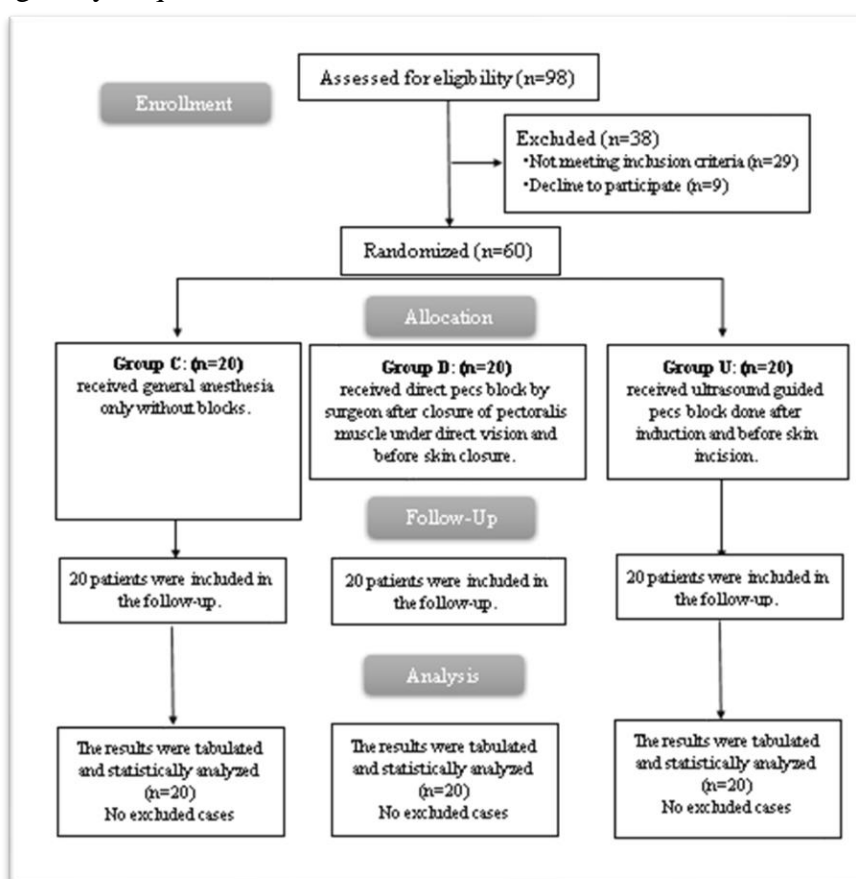 Assessed for eligibility (n=98)
Enrollment
Excluded (n=38)
•Not meeting inclusion criteria (n=29)
•Decline to participate (n=9)
Randomized (n=60)
Allocation
Group C: (n=20)
received general anesthesia
only without blocks.
Group D: (n=20)
received direct pecs block by
surgeon after closure of pectoralis
muscle under direct vision and
before skin closure.
Group U: (n=20)
received ultrasound guided
pecs block done after
induction and before skin
incision.
Follow-Up
20 patients were included in
the follow-up.
20 patients were included in
the follow-up.
20 patients were included in
the follow-up.
Analysis
The results were tabulated
and statistically analyzed
(n=20)
No excluded cases
The results were tabulated
and statistically analyzed
(n=20)
No excluded cases
The results were tabulated
and statistically analyzed
(n=20)
No excluded cases